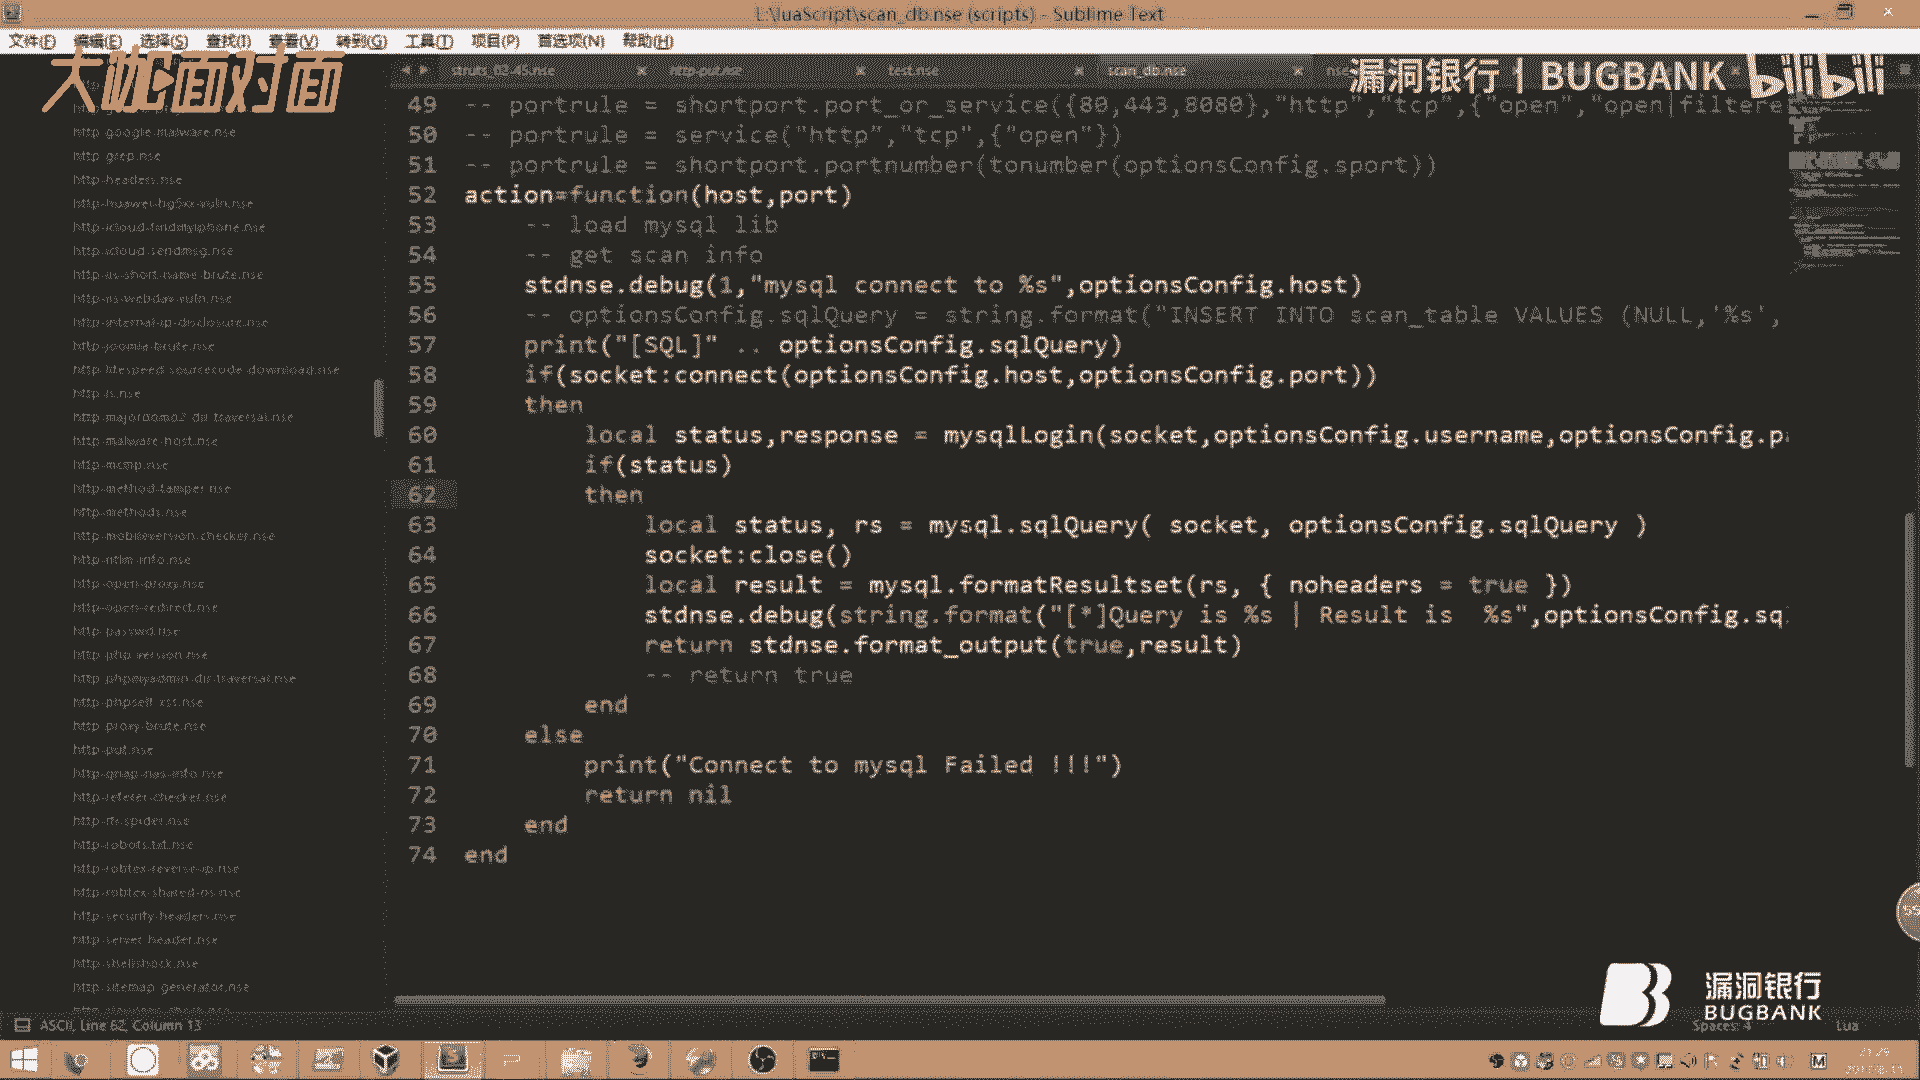 L:\luaScript\scan_db.nse (scripts) - Sublime Text
文件(F) 编辑(E) 选择(S) 查找(I) 查看(V) 转到(G) 工具(T) 项目(P) 首选项(N) 帮助(H)
大咖面对面
漏洞银行 | BUGBANK bilibili
struts_62-45.nse http-put.nse test.nse scan_db.nse
http-google-malware.nse
http-grep.nse
http-headers.nse
http-huawei-hg5xx-vuln.nse
http-icloud-findmyiphone.nse
http-icloud-sendmsg.nse
http-iis-short-name-brute.nse
http-iis-webdav-vuln.nse
http-internal-ip-disclosure.nse
http-joomla-brute.nse
http-litespeed-sourcecode-download.nse
http-ls.nse
http-majordomo2-dir-traversal.nse
http-malware-host.nse
http-mcmp.nse
http-method-tamper.nse
http-methods.nse
http-mobileversion-checker.nse
http-ntlm-info.nse
http-open-proxy.nse
http-open-redirect.nse
http-passwd.nse
http-php-version.nse
http-phpmyadmin-dir-traversal.nse
http-phpself-xss.nse
http-proxy-brute.nse
http-put.nse
http-qnap-nas-info.nse
http-referer-checker.nse
http-rfi-spider.nse
http-robots.txt.nse
http-robtex-reverse-ip.nse
http-robtex-shared-ns.nse
http-security-headers.nse
http-server-header.nse
http-shellshock.nse
http-sitemap-generator.nse
49 -- portrule = shortport.port_or_service({80,443,8080},"http","tcp",{"open","open|filtere
50 -- portrule = service("http","tcp",{"open"})
51 -- portrule = shortport.portnumber(tonumber(optionsConfig.sport))
52 action=function(host,port)
53 -- load mysql lib
54 -- get scan info
55 stdnse.debug(1,"mysql connect to %s",optionsConfig.host)
56 -- optionsConfig.sqlQuery = string.format("INSERT INTO scan_table VALUES (NULL,'%s',
57 print("[SQL]" .. optionsConfig.sqlQuery)
58 if(socket:connect(optionsConfig.host,optionsConfig.port))
59 then
60 local status,response = mysqlLogin(socket,optionsConfig.username,optionsConfig.p
61 if(status)
62 then
63 local status, rs = mysql.sqlQuery( socket, optionsConfig.sqlQuery )
64 socket:close()
65 local result = mysql.formatResultset(rs, { noheaders = true })
66 stdnse.debug(string.format("[*]Query is %s | Result is  %s",optionsConfig.sq
67 return stdnse.format_output(true,result)
68 -- return true
69 end
70 else
71 print("Connect to mysql Failed !!!")
72 return nil
73 end
74 end
漏洞银行
BUGBANK
ASCII, Line 62, Column 13 Spaces: 4 Lua
21:29